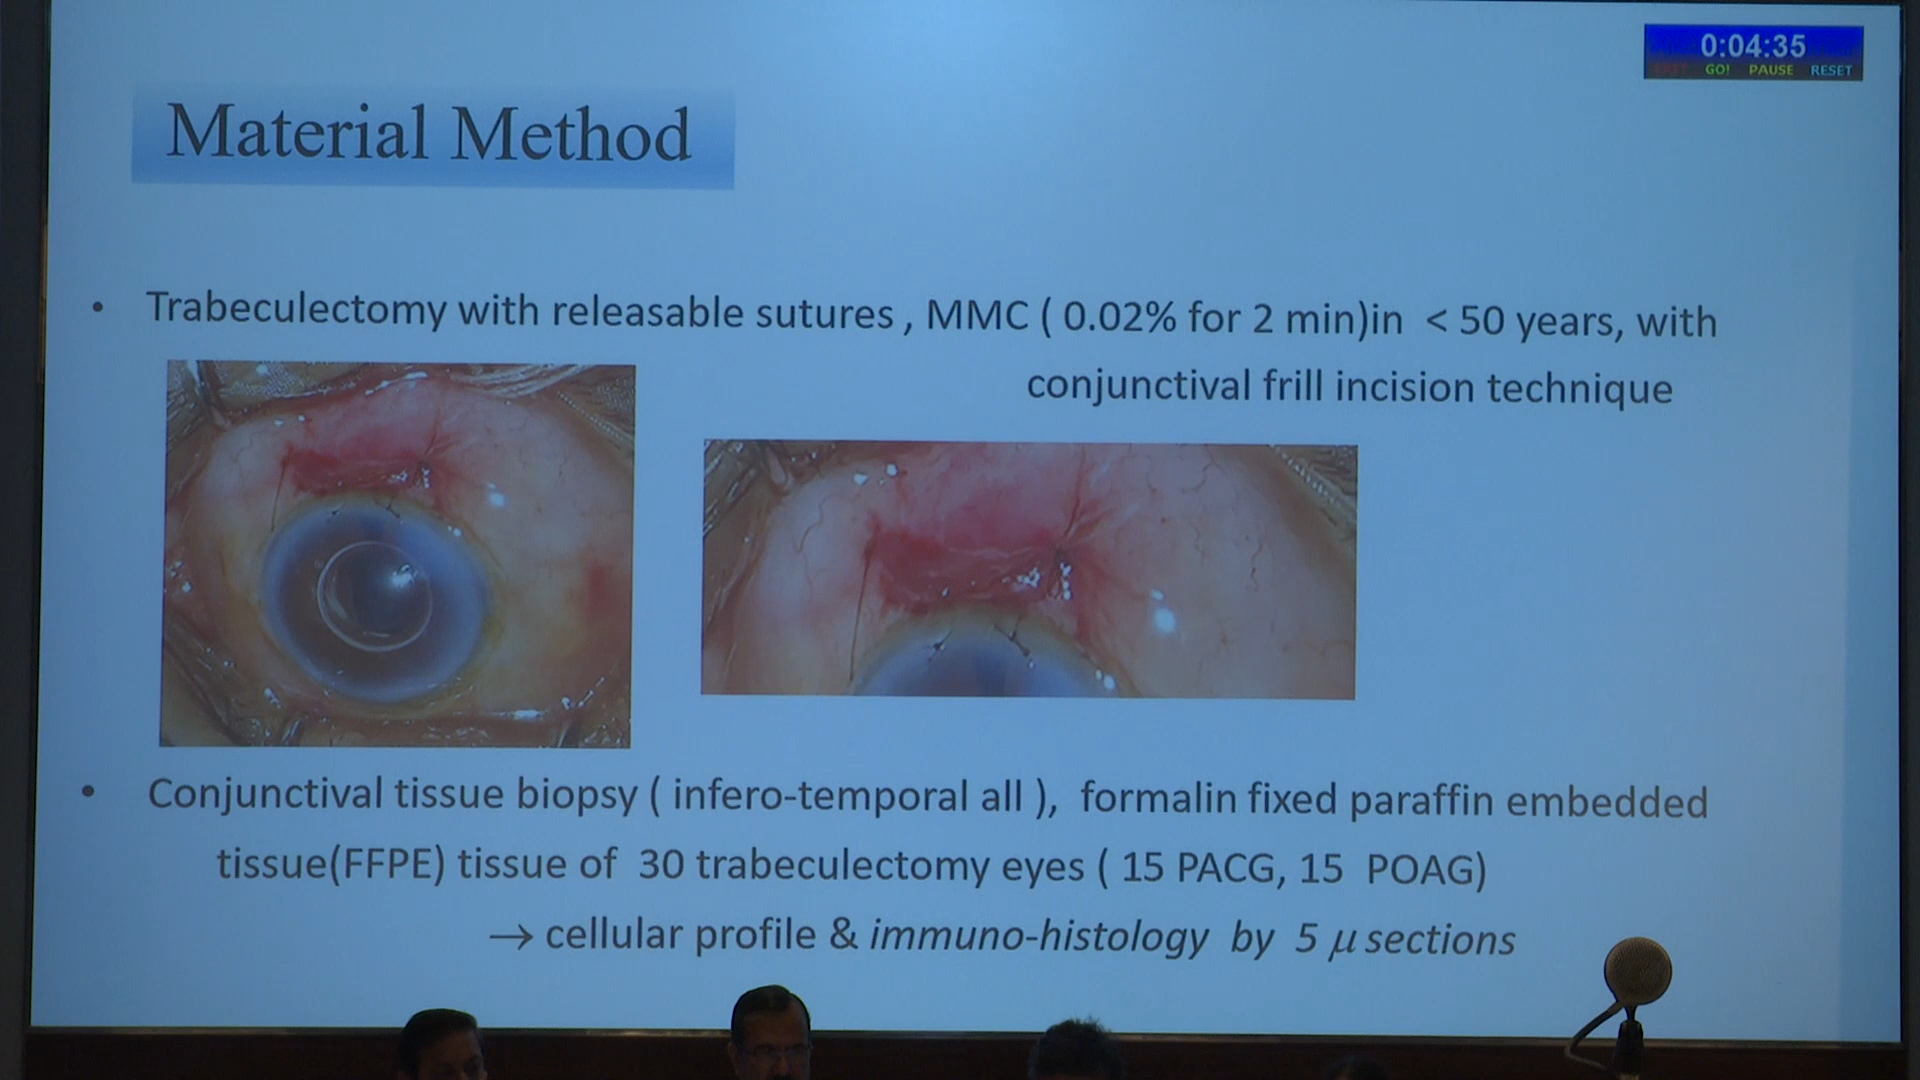 0:04:35
GO! PAUSE RESET
Material Method
• Trabeculectomy with releasable sutures , MMC ( 0.02% for 2 min)in < 50 years, with
conjunctival frill incision technique
• Conjunctival tissue biopsy ( infero-temporal all ), formalin fixed paraffin embedded
tissue(FFPE) tissue of 30 trabeculectomy eyes ( 15 PACG, 15 POAG)
→ cellular profile & immuno-histology by 5 μ sections